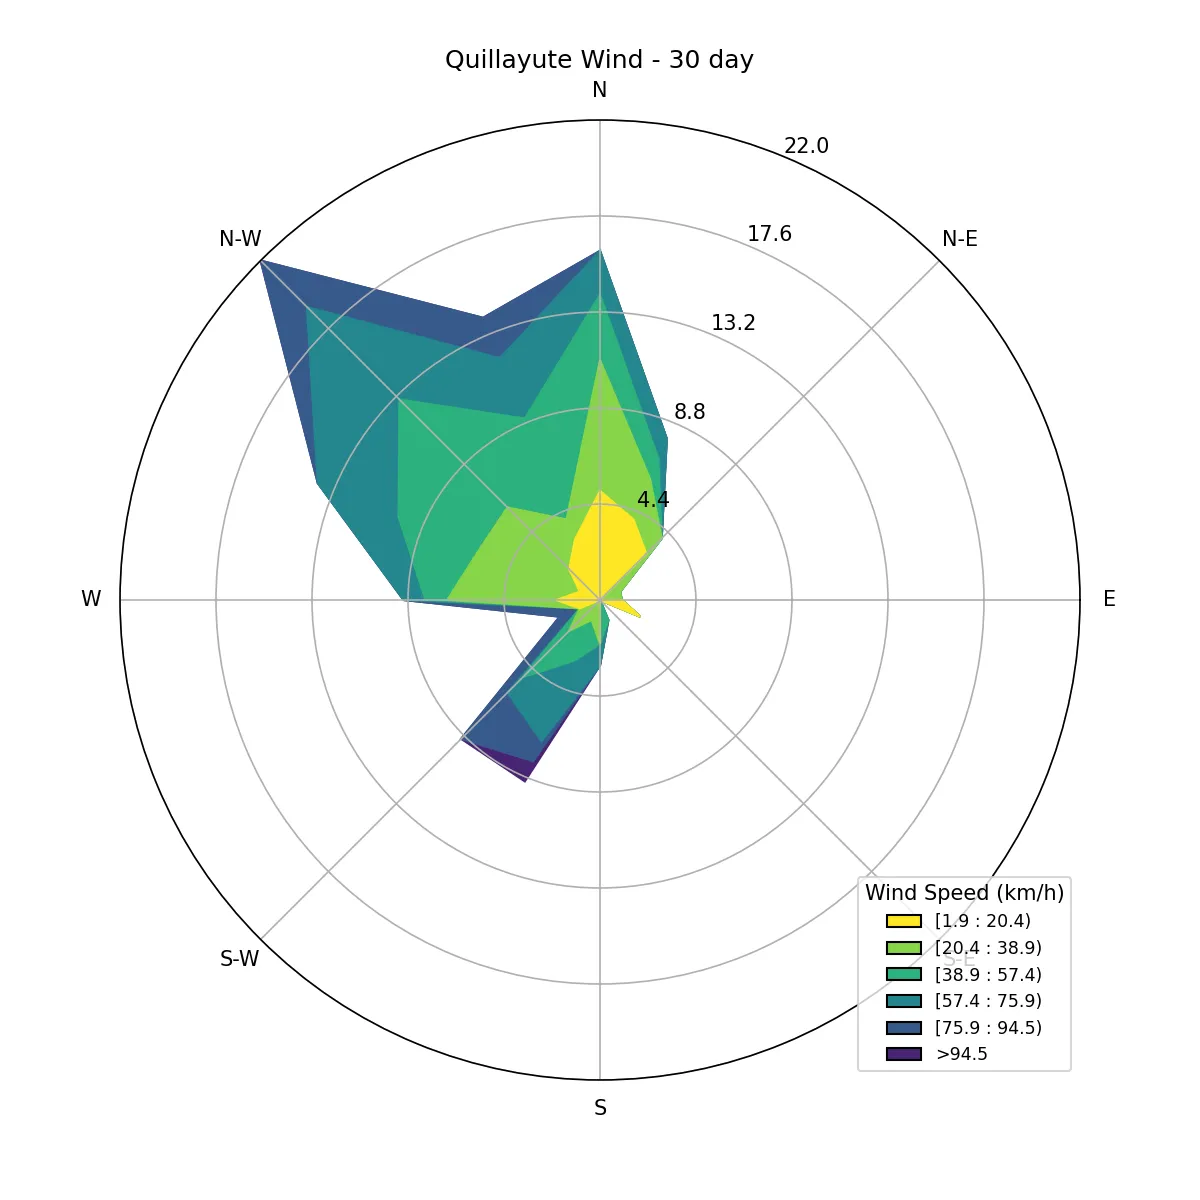 Quillayute Wind - 30 day
N
22.0
17.6
N-W
N-E
13.2
8.8
4.4
W
E
S-W
S-E
Wind Speed (km/h)
[1.9 : 20.4)
[20.4 : 38.9)
[38.9 : 57.4)
[57.4 : 75.9)
[75.9 : 94.5)
>94.5
S